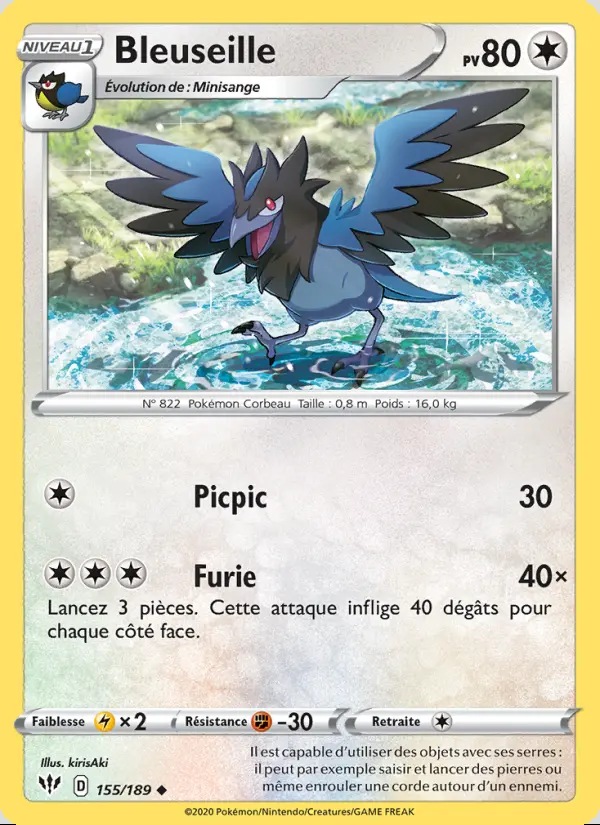 NIVEAU 1
Bleuseille
PV 80
Évolution de : Minisange
N° 822 Pokémon Corbeau Taille : 0,8 m Poids : 16,0 kg
Picpic 30
Furie 40×
Lancez 3 pièces. Cette attaque inflige 40 dégâts pour
chaque côté face.
Faiblesse ×2 Résistance -30 Retraite
Illus. kirisAki
D 155/189
Il est capable d'utiliser des objets avec ses serres :
il peut par exemple saisir et lancer des pierres ou
même enrouler une corde autour d'un ennemi.
©2020 Pokémon/Nintendo/Creatures/GAME FREAK